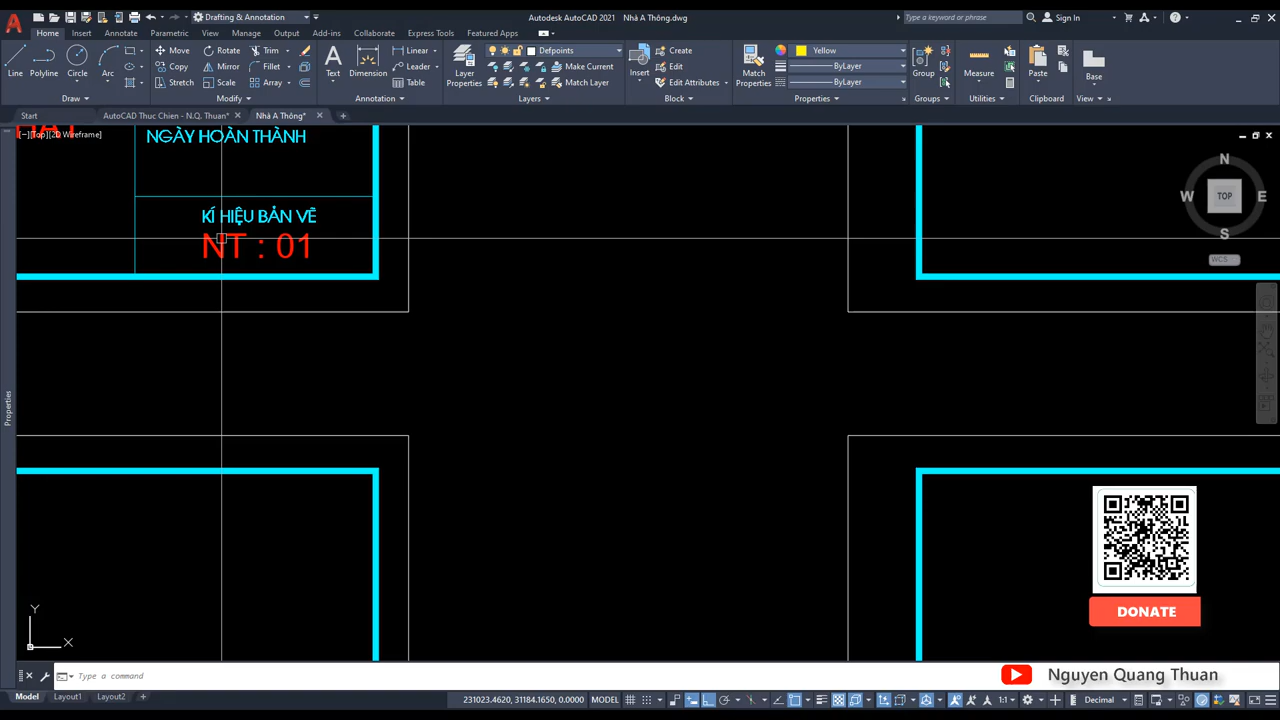 Drafting & Annotation
Autodesk AutoCAD 2021 Nhà A Thông.dwg
Type a keyword or phrase
Sign In
Home Insert Annotate Parametric View Manage Output Add-ins Collaborate Express Tools Featured Apps
Line Polyline Circle Arc
Move Rotate Trim
Copy Mirror Fillet
Stretch Scale Array
Text Dimension
Linear
Leader
Table
Layer Properties
Defpoints
Make Current
Match Layer
Insert
Create
Edit
Edit Attributes
Match Properties
Yellow
ByLayer
ByLayer
Group Measure Paste Base
Draw Modify Annotation Layers Block Properties Groups Utilities Clipboard View
Start AutoCAD Thuc Chien - N.Q. Thuan* Nhà A Thông*
[−][Top][2D Wireframe]
NGÀY HOÀN THÀNH
KÍ HIỆU BẢN VẼ
NT : 01
N
W TOP E
S
WCS
Properties
DONATE
Y
X
Type a command
Nguyen Quang Thuan
Model Layout1 Layout2
231023.4620, 31184.1650, 0.0000 MODEL
Decimal